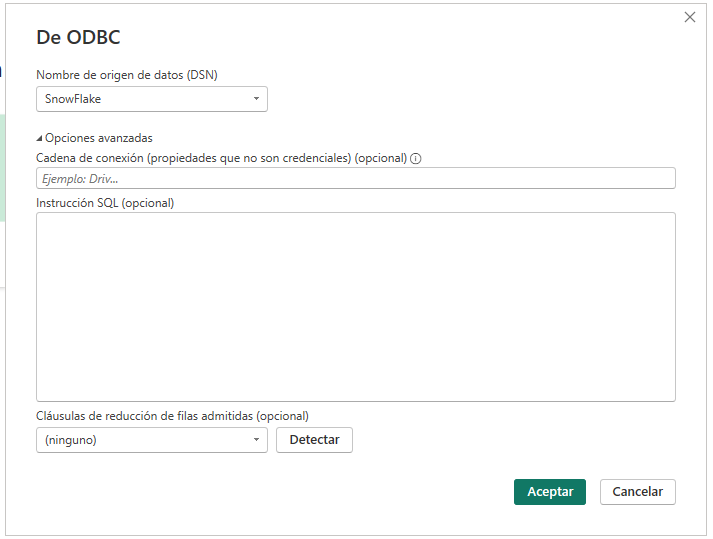 De ODBC
Nombre de origen de datos (DSN)
SnowFlake
Opciones avanzadas
Cadena de conexión (propiedades que no son credenciales) (opcional)
Ejemplo: Driv...
Instrucción SQL (opcional)
Cláusulas de reducción de filas admitidas (opcional)
(ninguno)
Detectar
Aceptar
Cancelar